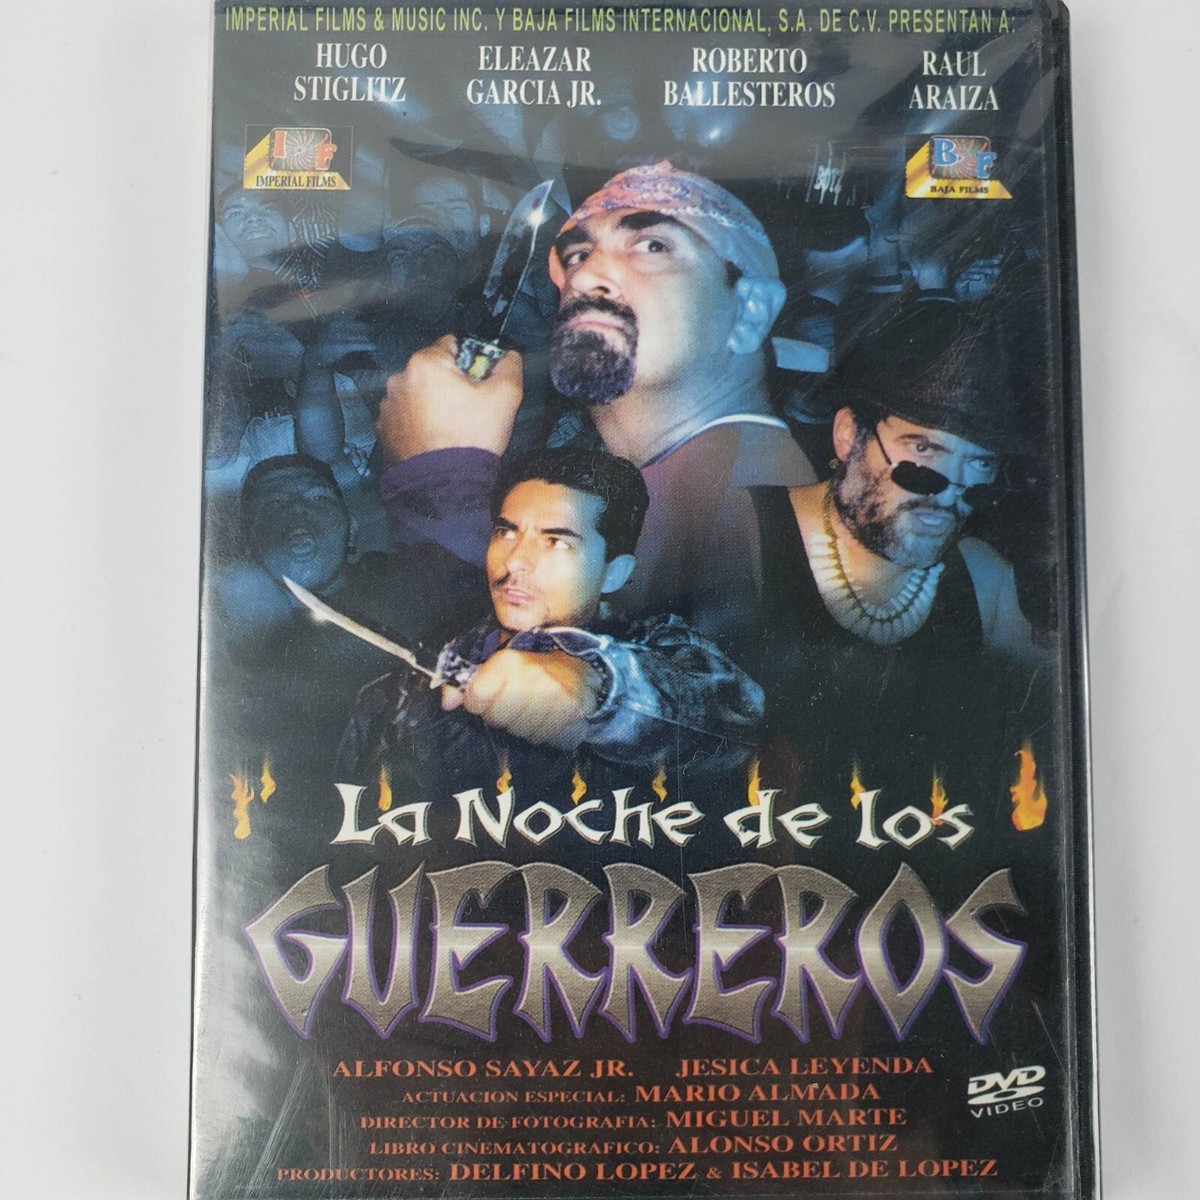 IMPERIAL FILMS & MUSIC INC. Y BAJA FILMS INTERNACIONAL, S.A. DE C.V. PRESENTAN A:
HUGO STIGLITZ
ELEAZAR GARCIA JR.
ROBERTO BALLESTEROS
RAUL ARAIZA
IF
IMPERIAL FILMS
BF
BAJA FILMS
La Noche de los
GUERREROS
ALFONSO SAYAZ JR. JESICA LEYENDA
ACTUACION ESPECIAL: MARIO ALMADA
DIRECTOR DE FOTOGRAFIA: MIGUEL MARTE
LIBRO CINEMATOGRAFICO: ALONSO ORTIZ
PRODUCTORES: DELFINO LOPEZ & ISABEL DE LOPEZ
DVD
VIDEO